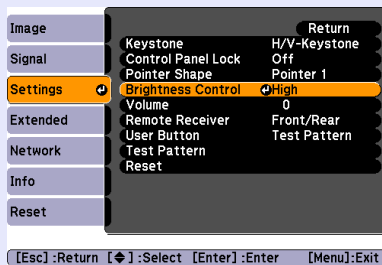 Return
Image
Signal
Settings
Extended
Network
Info
Reset
Keystone H/V-Keystone
Control Panel Lock Off
Pointer Shape Pointer 1
Brightness Control High
Volume 0
Remote Receiver Front/Rear
User Button Test Pattern
Test Pattern
Reset
[Esc] :Return [◆] :Select [Enter] :Enter [Menu]:Exit